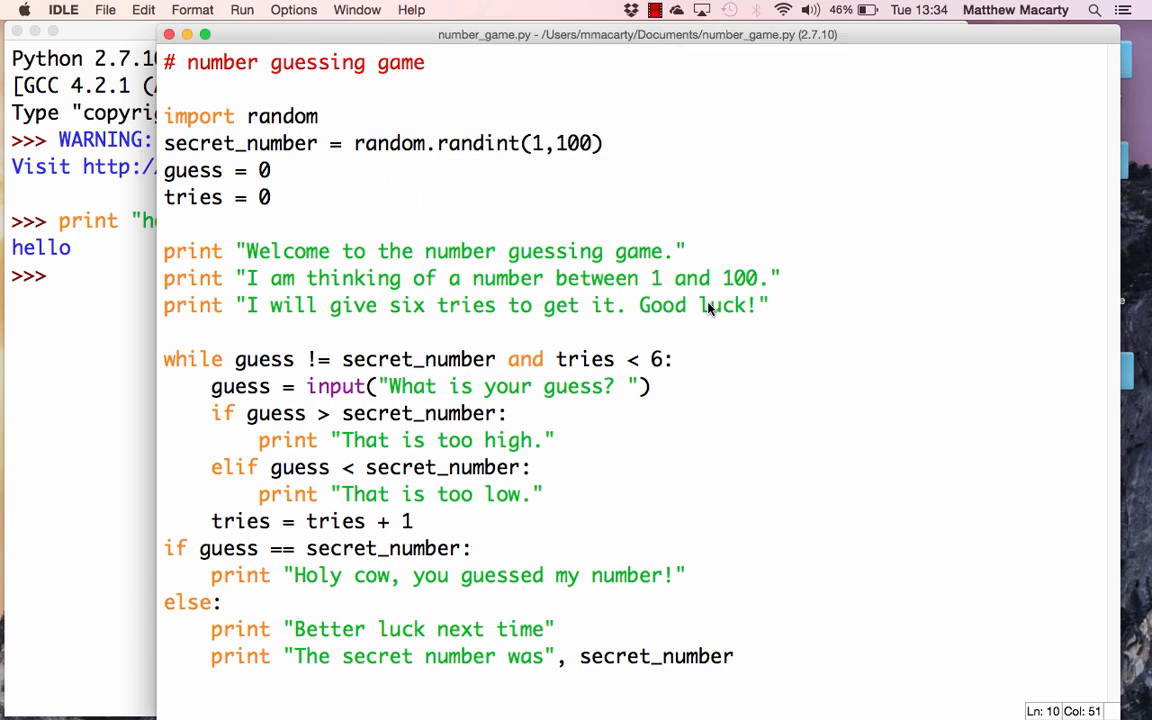 IDLE File Edit Format Run Options Window Help 46% Tue 13:34 Matthew Macarty
number_game.py - /Users/mmacarty/Documents/number_game.py (2.7.10)
Python 2.7.10
[GCC 4.2.1 (
Type "copyri
>>> WARNING:
Visit http:/
>>> print "he
hello
>>>
# number guessing game
import random
secret_number = random.randint(1,100)
guess = 0
tries = 0
print "Welcome to the number guessing game."
print "I am thinking of a number between 1 and 100."
print "I will give six tries to get it. Good luck!"
while guess != secret_number and tries < 6:
    guess = input("What is your guess? ")
    if guess > secret_number:
        print "That is too high."
    elif guess < secret_number:
        print "That is too low."
    tries = tries + 1
if guess == secret_number:
    print "Holy cow, you guessed my number!"
else:
    print "Better luck next time"
    print "The secret number was", secret_number
Ln: 10 Col: 51